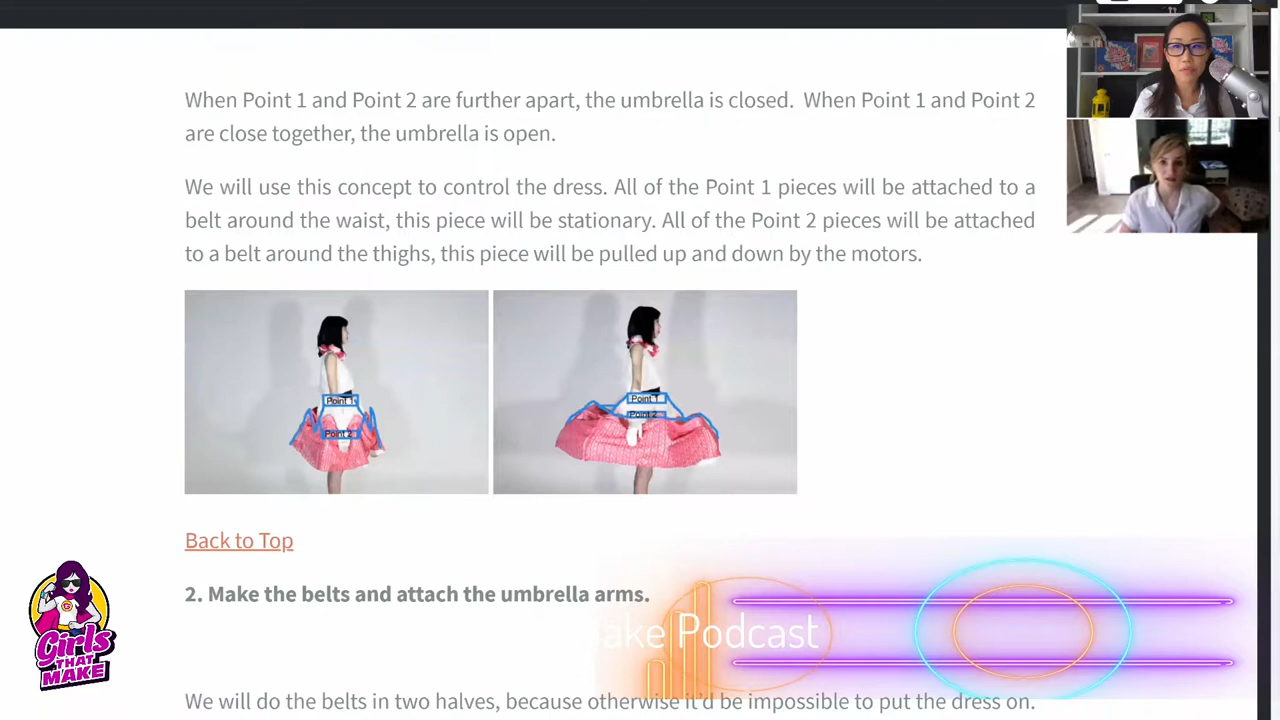 When Point 1 and Point 2 are further apart, the umbrella is closed.  When Point 1 and Point 2
are close together, the umbrella is open.
We will use this concept to control the dress. All of the Point 1 pieces will be attached to a
belt around the waist, this piece will be stationary. All of the Point 2 pieces will be attached
to a belt around the thighs, this piece will be pulled up and down by the motors.
Point 1
Point 2
Point 1
Point 2
Back to Top
2. Make the belts and attach the umbrella arms.
Podcast
Girls
THAT
MAKE
We will do the belts in two halves, because otherwise it'd be impossible to put the dress on.